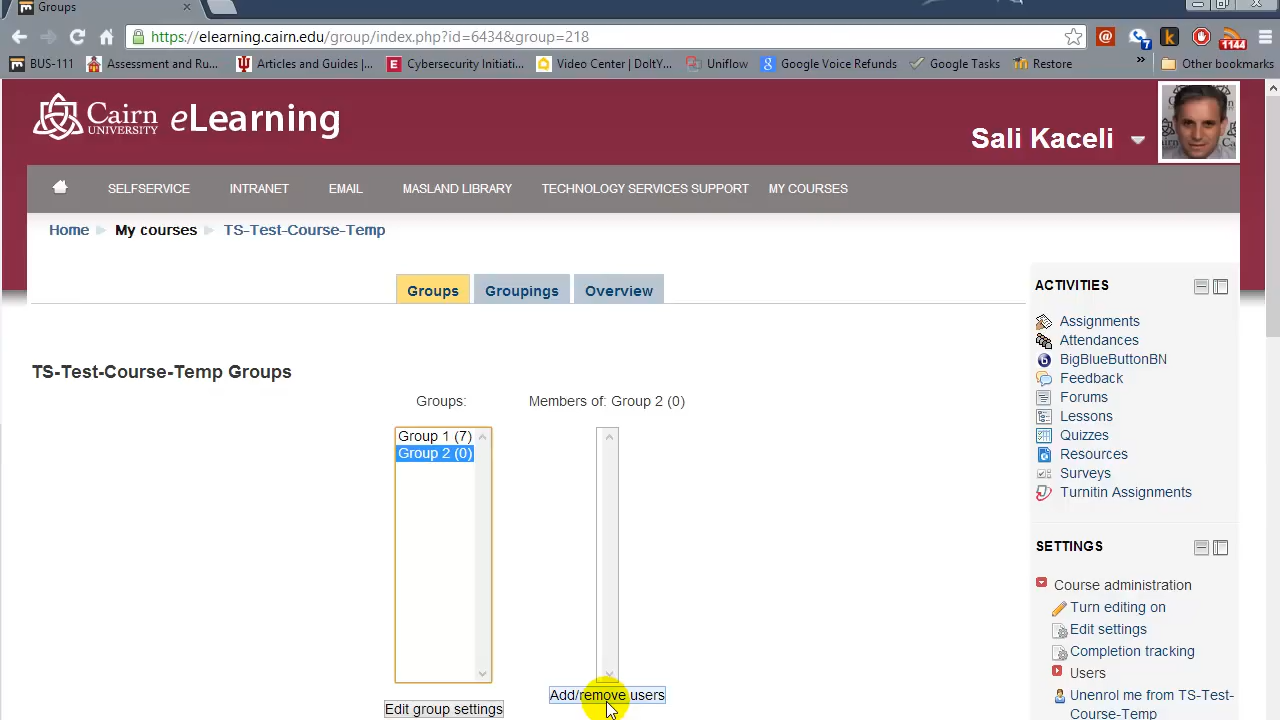 Groups
https://elearning.cairn.edu/group/index.php?id=6434&group=218
7
1144
BUS-111
Assessment and Ru...
Articles and Guides |...
Cybersecurity Initiati...
Video Center | DoItY...
Uniflow
Google Voice Refunds
Google Tasks
Restore
»
Other bookmarks
Cairn UNIVERSITY eLearning
Sali Kaceli
SELFSERVICE
INTRANET
EMAIL
MASLAND LIBRARY
TECHNOLOGY SERVICES SUPPORT
MY COURSES
Home
My courses
TS-Test-Course-Temp
Groups
Groupings
Overview
TS-Test-Course-Temp Groups
Groups:
Members of: Group 2 (0)
Group 1 (7)
Group 2 (0)
Edit group settings
Add/remove users
ACTIVITIES
Assignments
Attendances
BigBlueButtonBN
Feedback
Forums
Lessons
Quizzes
Resources
Surveys
Turnitin Assignments
SETTINGS
Course administration
Turn editing on
Edit settings
Completion tracking
Users
Unenrol me from TS-Test-
Course-Temp